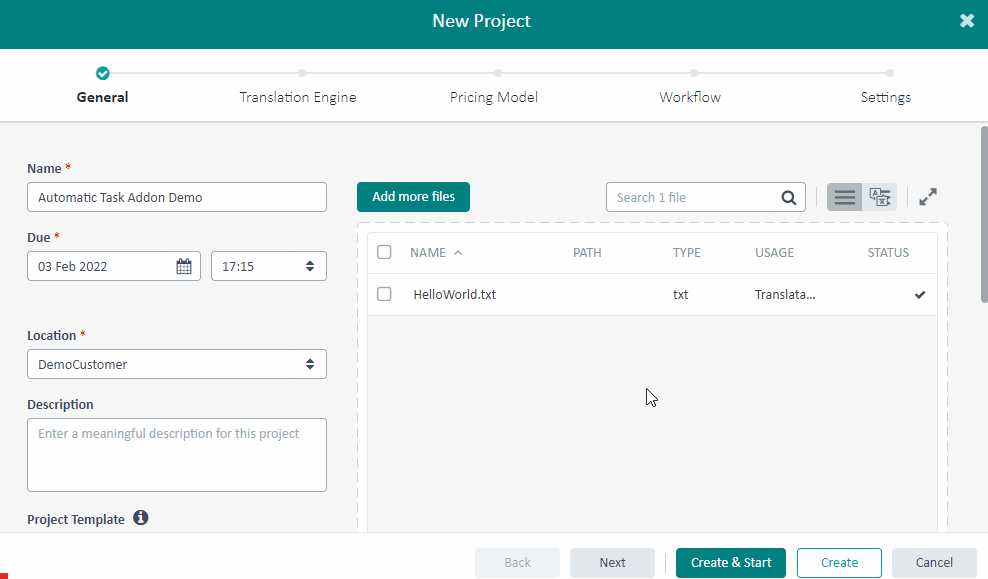 New Project
General
Translation Engine
Pricing Model
Workflow
Settings
Name *
Automatic Task Addon Demo
Due *
03 Feb 2022
17:15
Location *
DemoCustomer
Description
Enter a meaningful description for this project
Project Template
Add more files
Search 1 file
NAME PATH TYPE USAGE STATUS
HelloWorld.txt txt Translata...
Back
Next
Create & Start
Create
Cancel